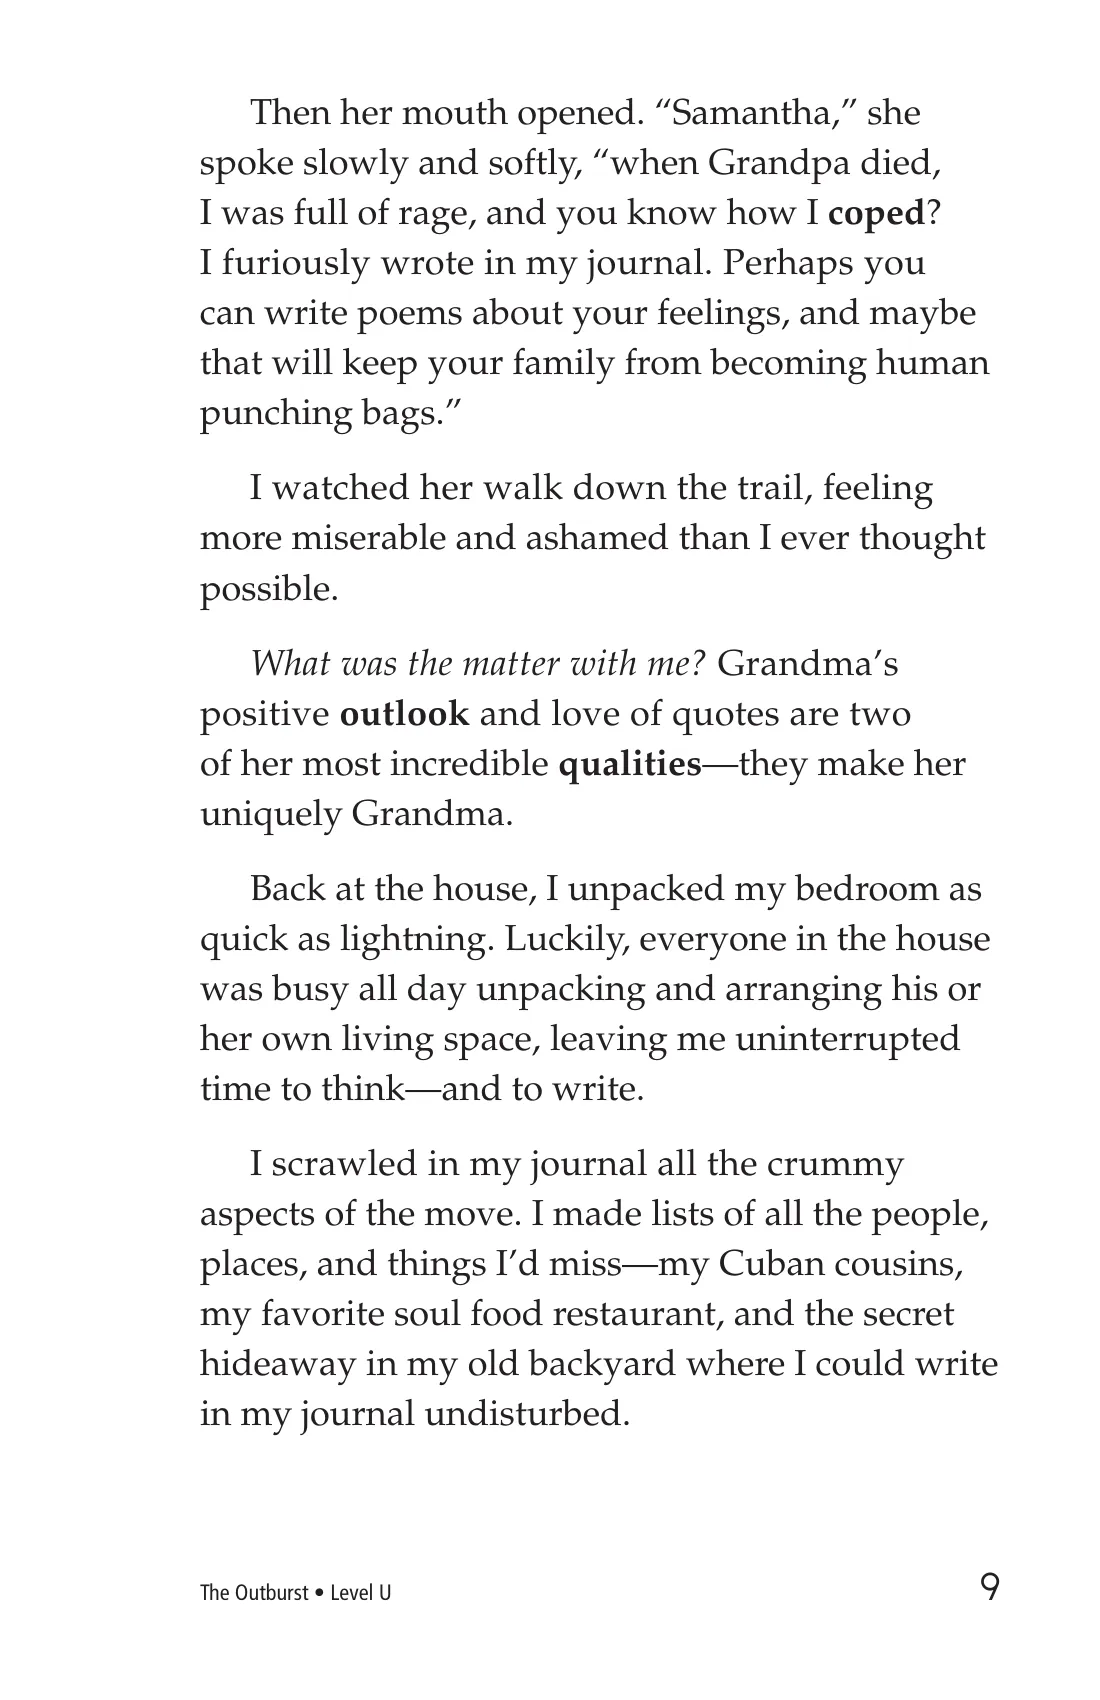 Then her mouth opened. “Samantha,” she
spoke slowly and softly, “when Grandpa died,
I was full of rage, and you know how I coped?
I furiously wrote in my journal. Perhaps you
can write poems about your feelings, and maybe
that will keep your family from becoming human
punching bags.”
I watched her walk down the trail, feeling
more miserable and ashamed than I ever thought
possible.
What was the matter with me? Grandma’s
positive outlook and love of quotes are two
of her most incredible qualities—they make her
uniquely Grandma.
Back at the house, I unpacked my bedroom as
quick as lightning. Luckily, everyone in the house
was busy all day unpacking and arranging his or
her own living space, leaving me uninterrupted
time to think—and to write.
I scrawled in my journal all the crummy
aspects of the move. I made lists of all the people,
places, and things I’d miss—my Cuban cousins,
my favorite soul food restaurant, and the secret
hideaway in my old backyard where I could write
in my journal undisturbed.
The Outburst • Level U 9